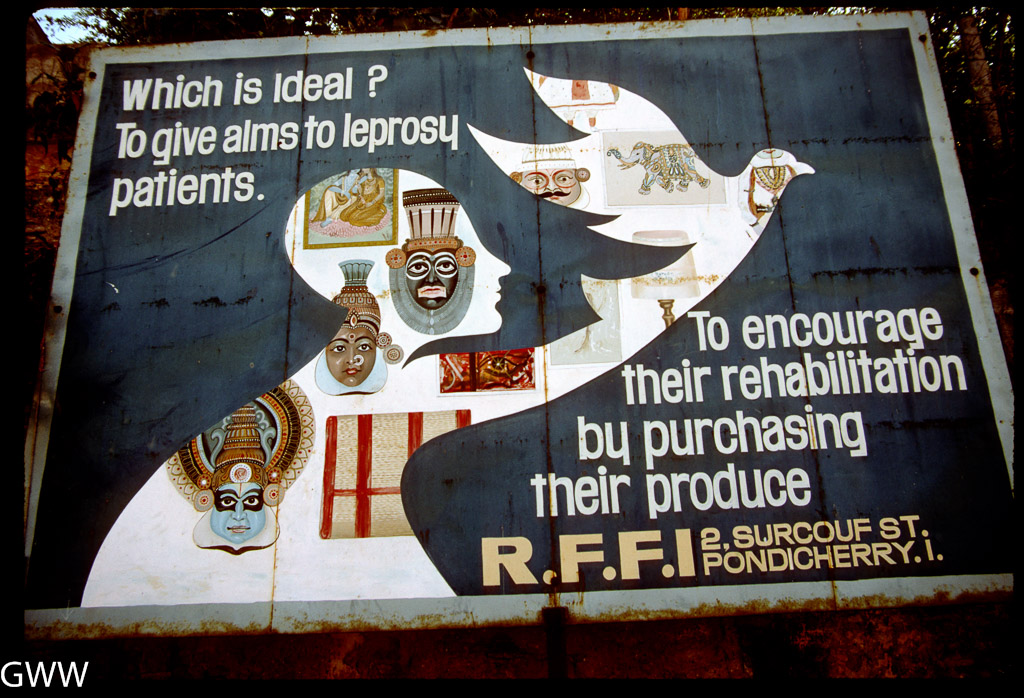 Which is Ideal ?
To give alms to leprosy
patients.
To encourage
their rehabilitation
by purchasing
their produce
R.F.F.I 2, SURCOUF ST.
PONDICHERRY.1.
GWW